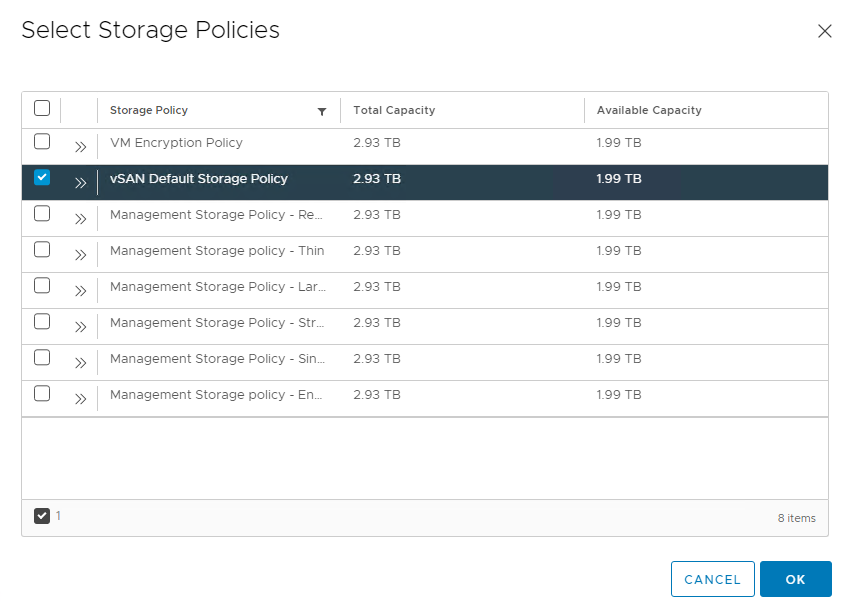 Select Storage Policies
Storage Policy Total Capacity Available Capacity
VM Encryption Policy 2.93 TB 1.99 TB
vSAN Default Storage Policy 2.93 TB 1.99 TB
Management Storage Policy - Re... 2.93 TB 1.99 TB
Management Storage policy - Thin 2.93 TB 1.99 TB
Management Storage Policy - Lar... 2.93 TB 1.99 TB
Management Storage Policy - Str... 2.93 TB 1.99 TB
Management Storage Policy - Sin... 2.93 TB 1.99 TB
Management Storage policy - En... 2.93 TB 1.99 TB
1 8 items
CANCEL OK